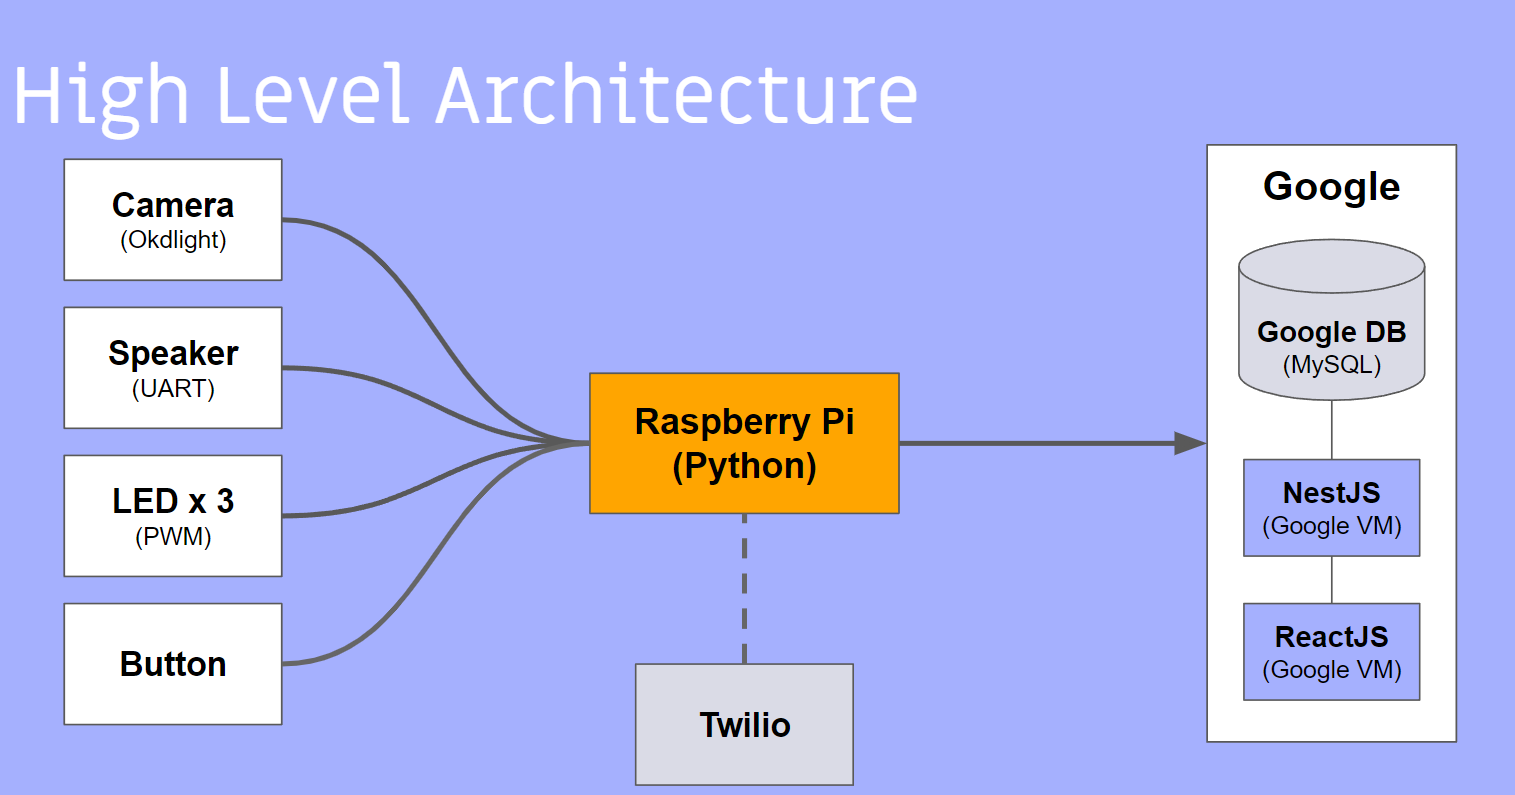 High Level Architecture
Camera
(Okdlight)
Speaker
(UART)
LED x 3
(PWM)
Button
Raspberry Pi
(Python)
Twilio
Google
Google DB
(MySQL)
NestJS
(Google VM)
ReactJS
(Google VM)